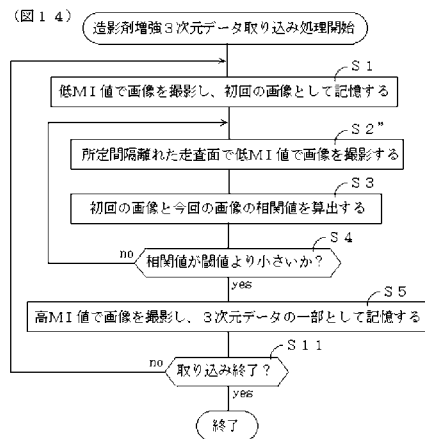 (図14)
造影剤増強3次元データ取り込み処理開始
S1
低MI値で画像を撮影し、初回の画像として記憶する
S2”
所定間隔離れた走査面で低MI値で画像を撮影する
S3
初回の画像と今回の画像の相関値を算出する
S4
no
相関値が閾値より小さいか？
yes
S5
高MI値で画像を撮影し、3次元データの一部として記憶する
S11
no
取り込み終了？
yes
終了